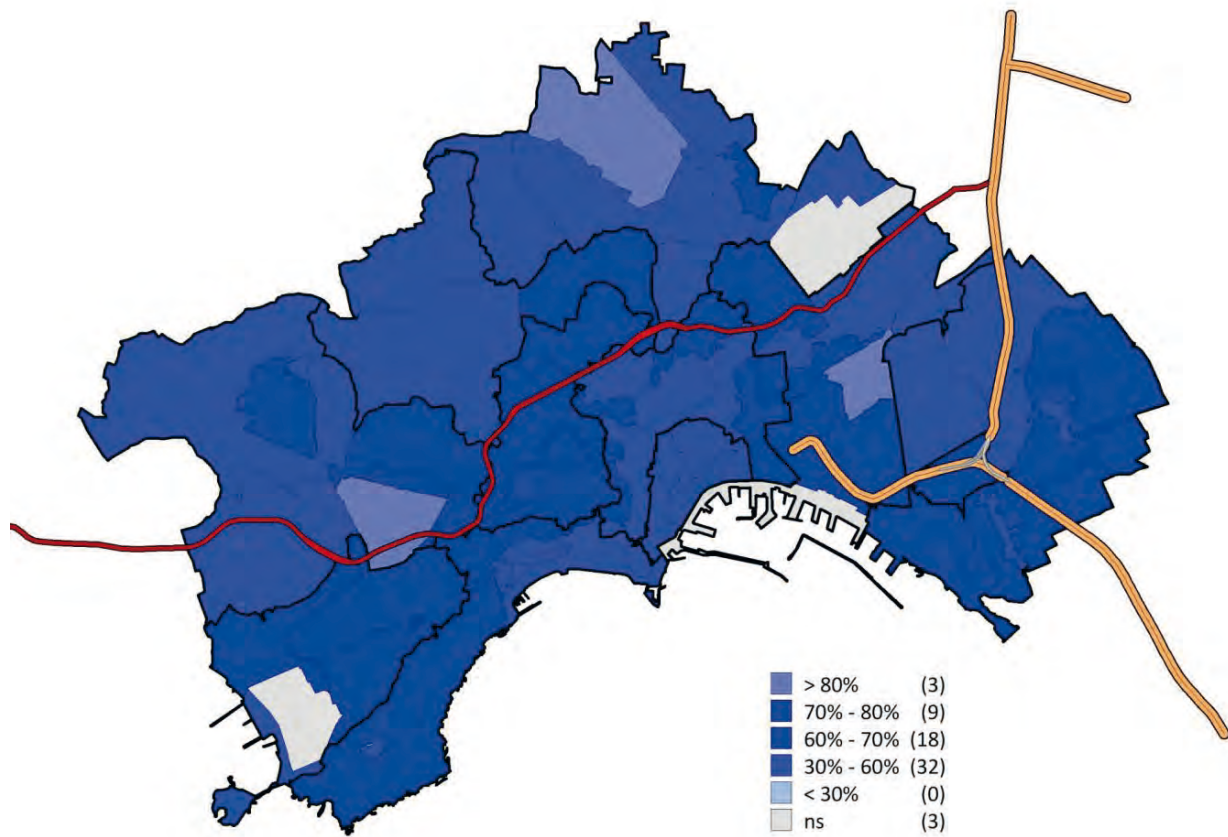 > 80% (3)
70% - 80% (9)
60% - 70% (18)
30% - 60% (32)
< 30% (0)
ns (3)